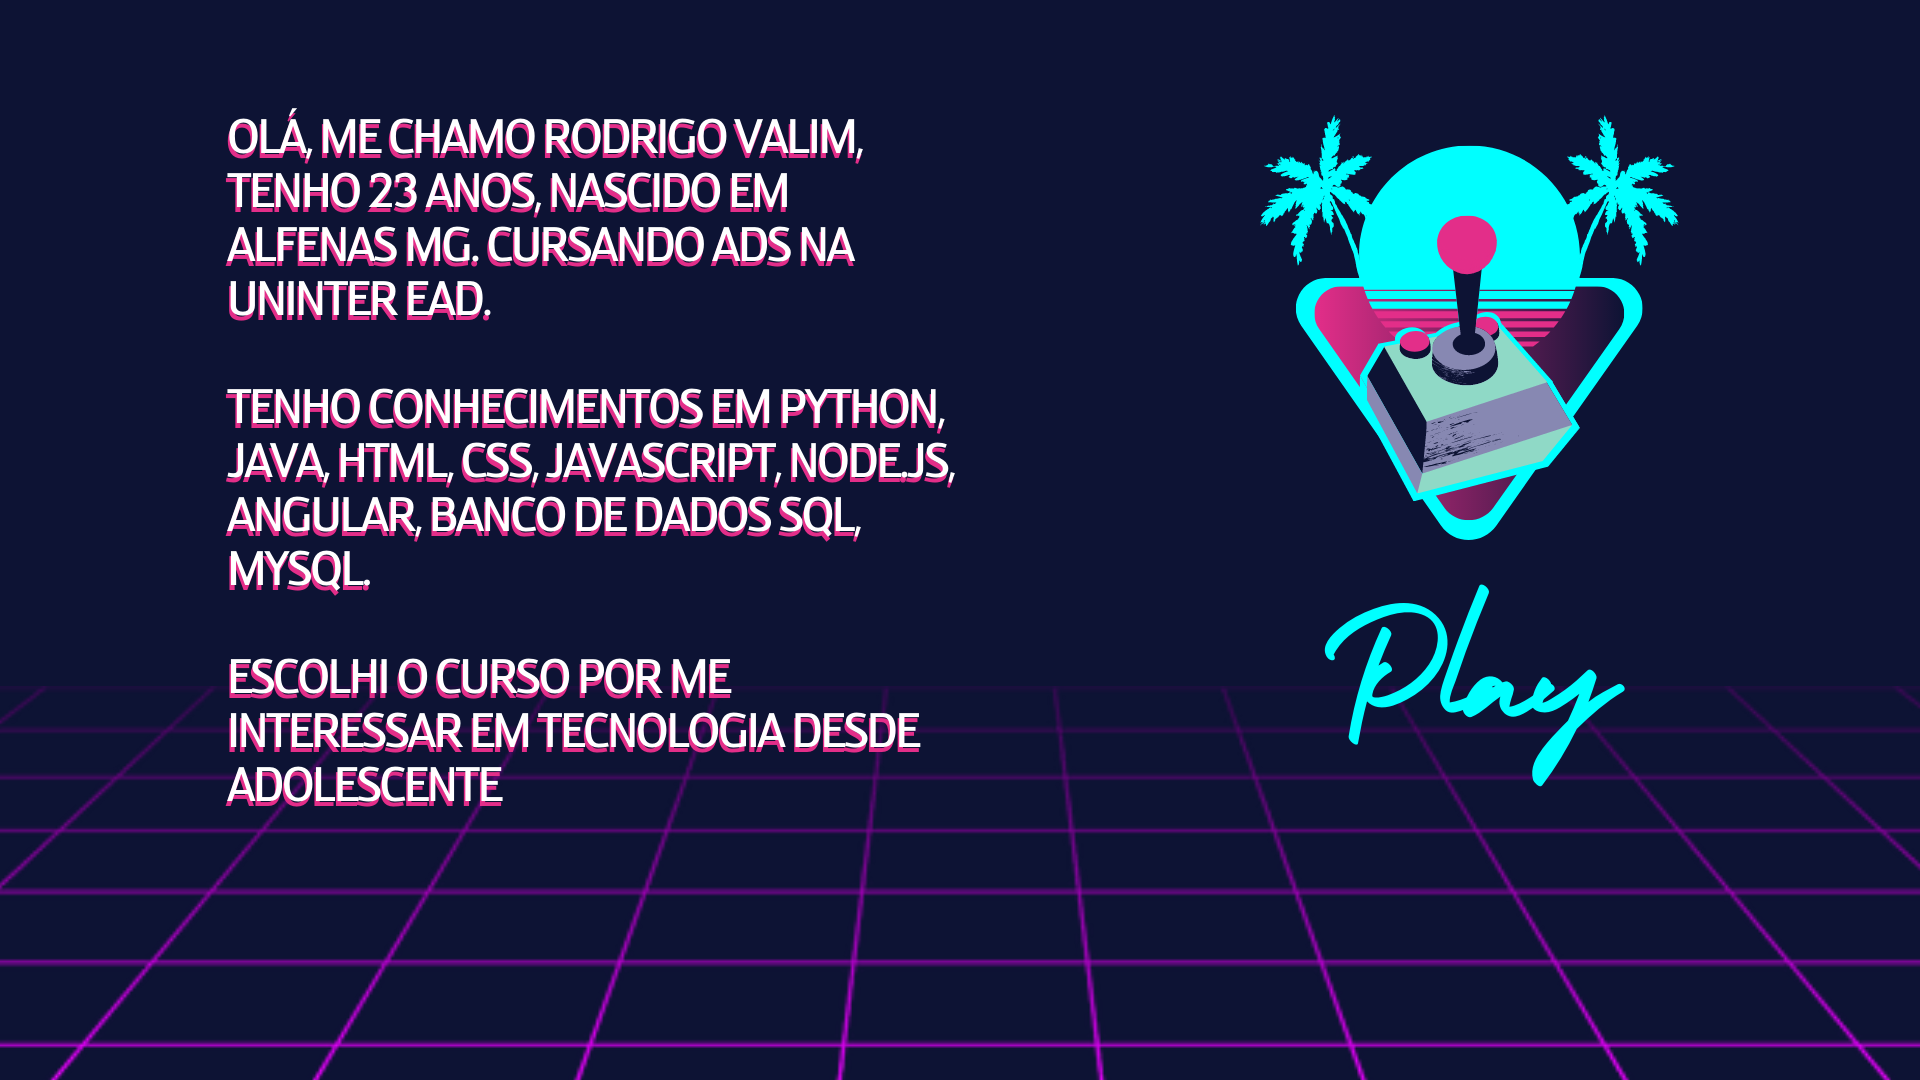 OLÁ, ME CHAMO RODRIGO VALIM,
TENHO 23 ANOS, NASCIDO EM
ALFENAS MG. CURSANDO ADS NA
UNINTER EAD.
TENHO CONHECIMENTOS EM PYTHON,
JAVA, HTML, CSS, JAVASCRIPT, NODE.JS,
ANGULAR, BANCO DE DADOS SQL,
MYSQL.
ESCOLHI O CURSO POR ME
INTERESSAR EM TECNOLOGIA DESDE
ADOLESCENTE
Play